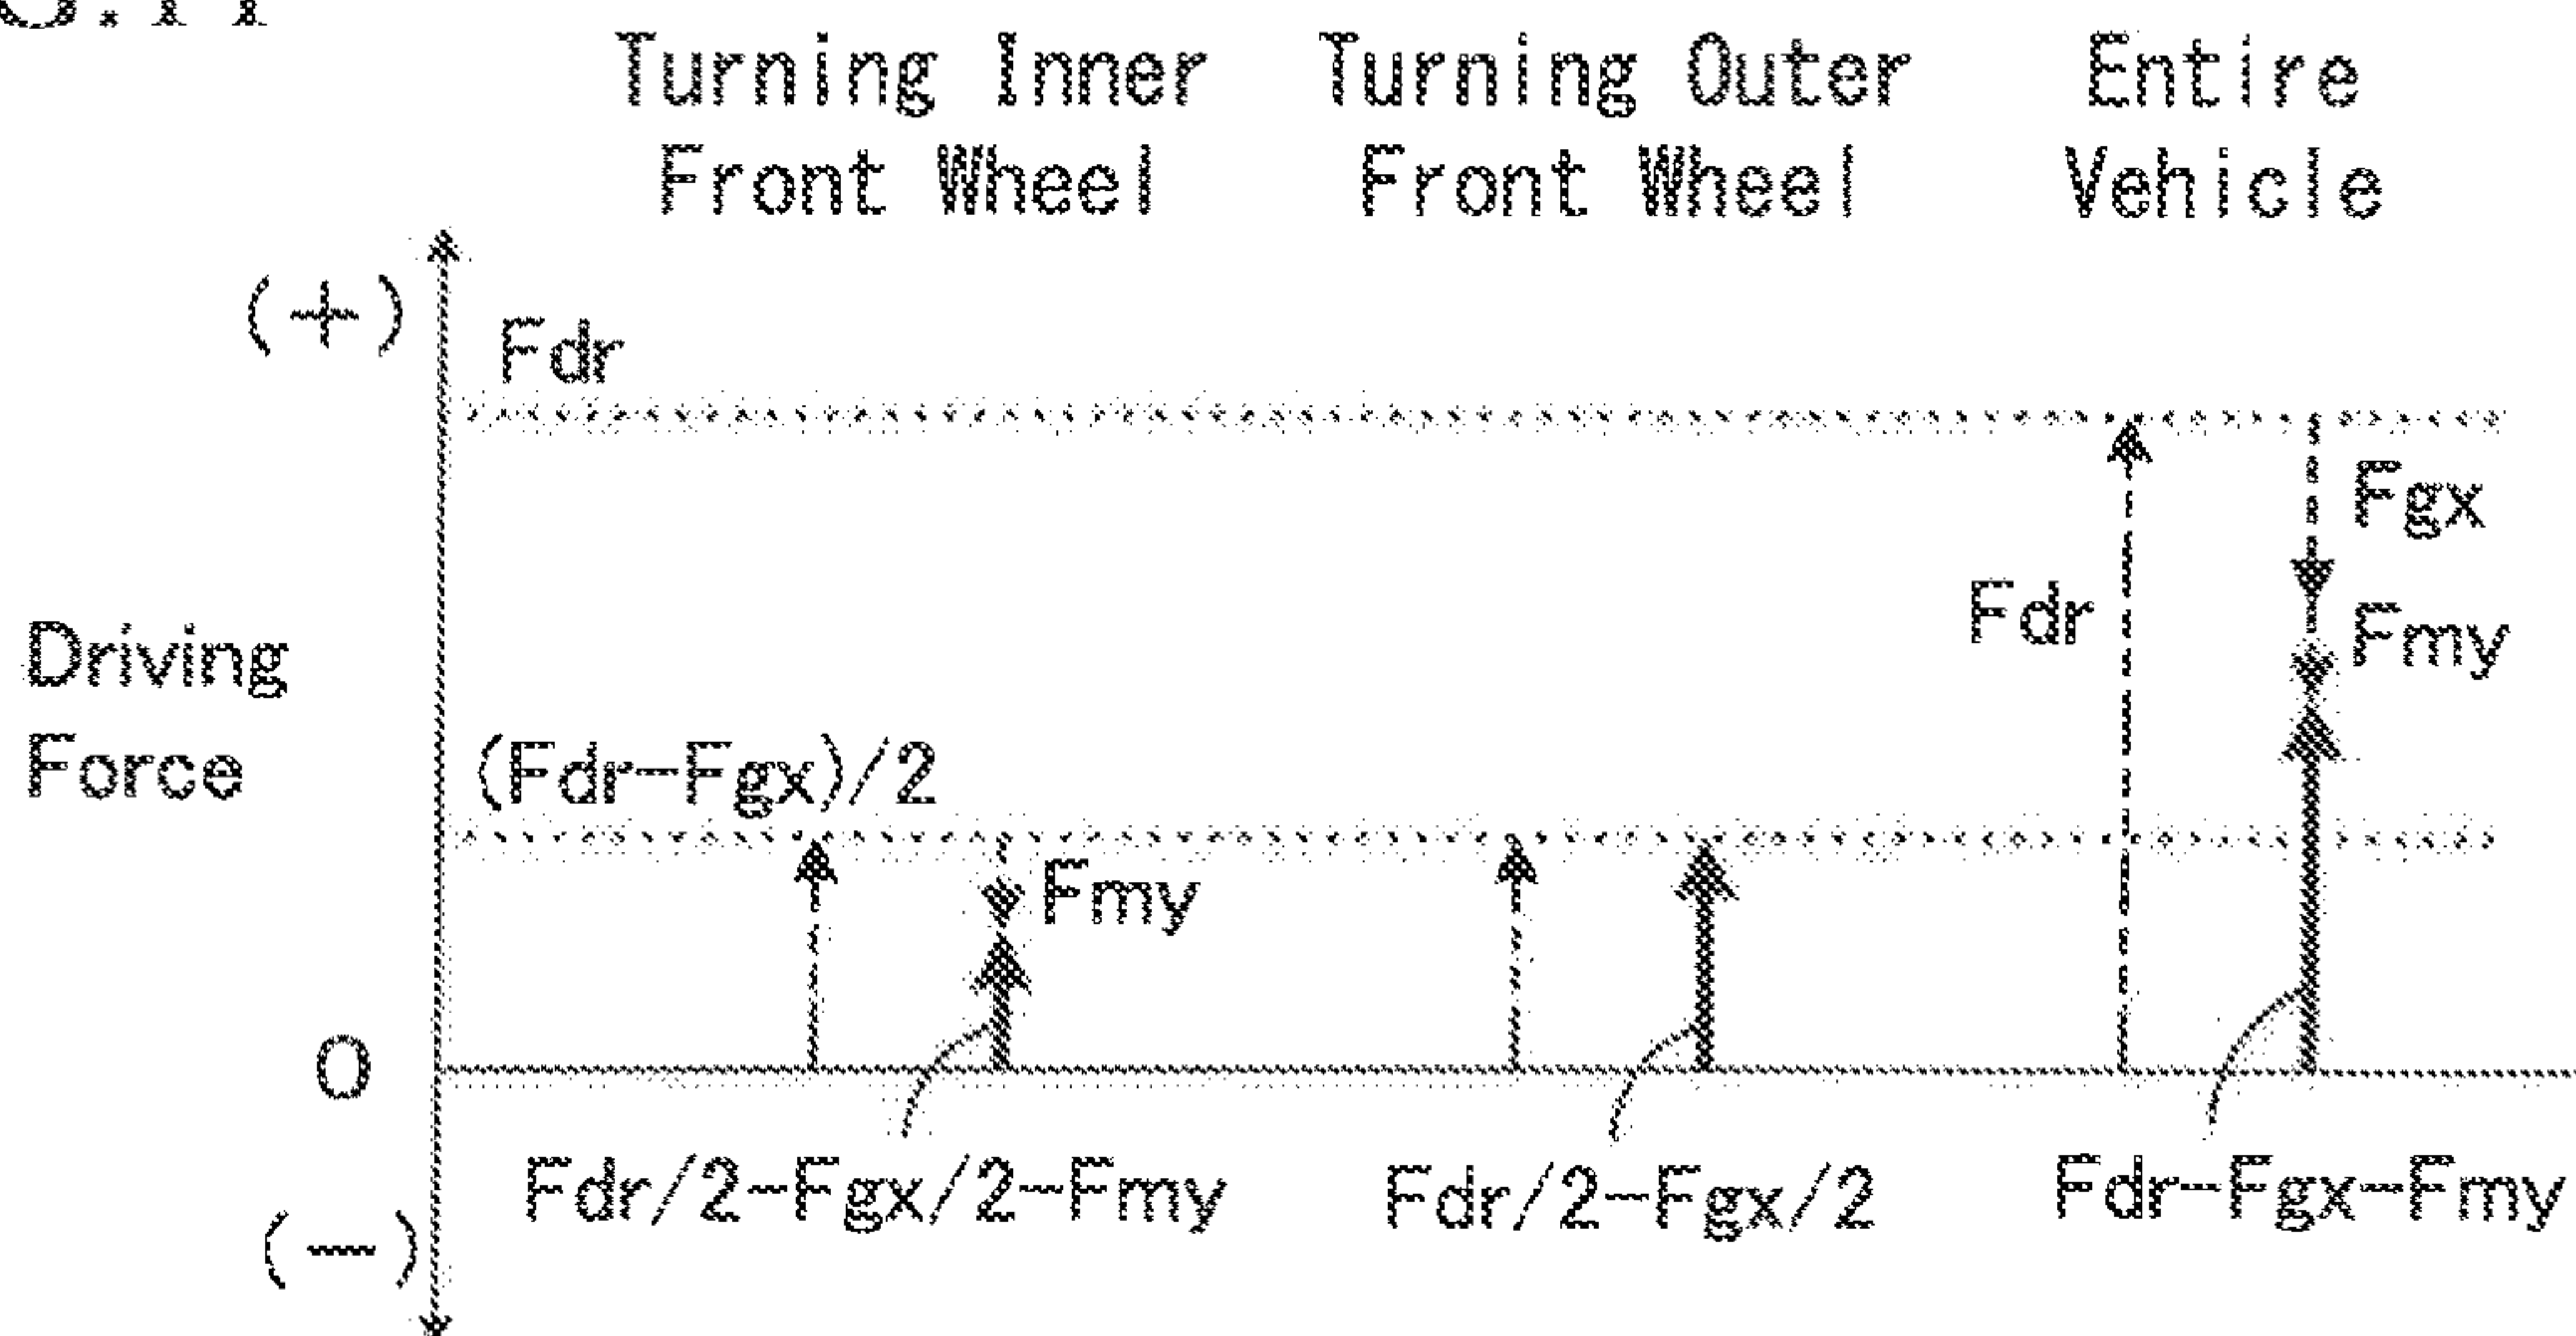 Turning Inner Turning Outer Entire
Front Wheel Front Wheel Vehicle
(+)
Fdr
Fgx
Fdr
Driving
Force
Fmy
(Fdr-Fgx)/2
Fmy
0
Fdr/2-Fgx/2-Fmy Fdr/2-Fgx/2 Fdr-Fgx-Fmy
(-)